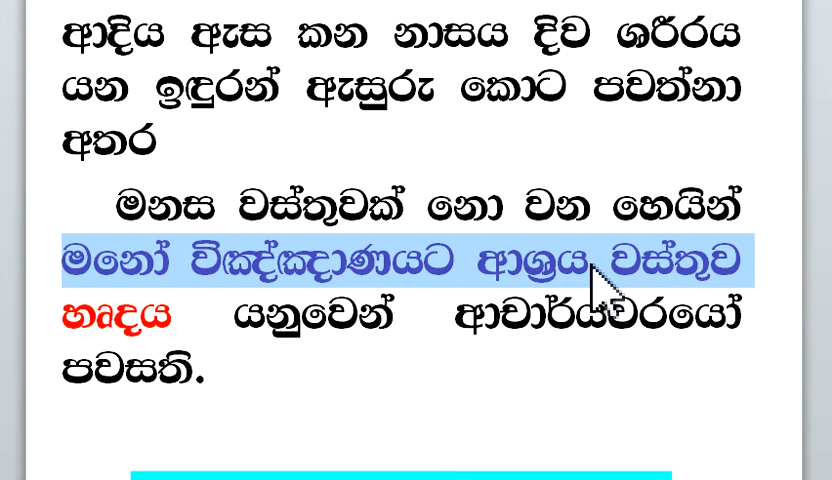 ආදිය ඇස කන නාසය දිව ශරීරය
යන ඉඳුරන් ඇසුරු කොට පවත්නා
අතර
මනස වස්තුවක් නො වන හෙයින්
මනෝ විඤ්ඤාණයට ආශ්‍රය වස්තුව
හෘදය යනුවෙන් ආචාර්යවරයෝ
පවසති.